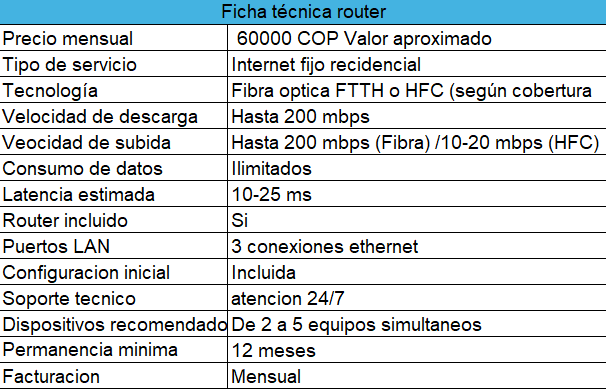 Ficha técnica router
Precio mensual 60000 COP Valor aproximado
Tipo de servicio Internet fijo recidencial
Tecnología Fibra optica FTTH o HFC (según cobertura
Velocidad de descarga Hasta 200 mbps
Veocidad de subida Hasta 200 mbps (Fibra) /10-20 mbps (HFC)
Consumo de datos Ilimitados
Latencia estimada 10-25 ms
Router incluido Si
Puertos LAN 3 conexiones ethernet
Configuracion inicial Incluida
Soporte tecnico atencion 24/7
Dispositivos recomendado De 2 a 5 equipos simultaneos
Permanencia minima 12 meses
Facturacion Mensual